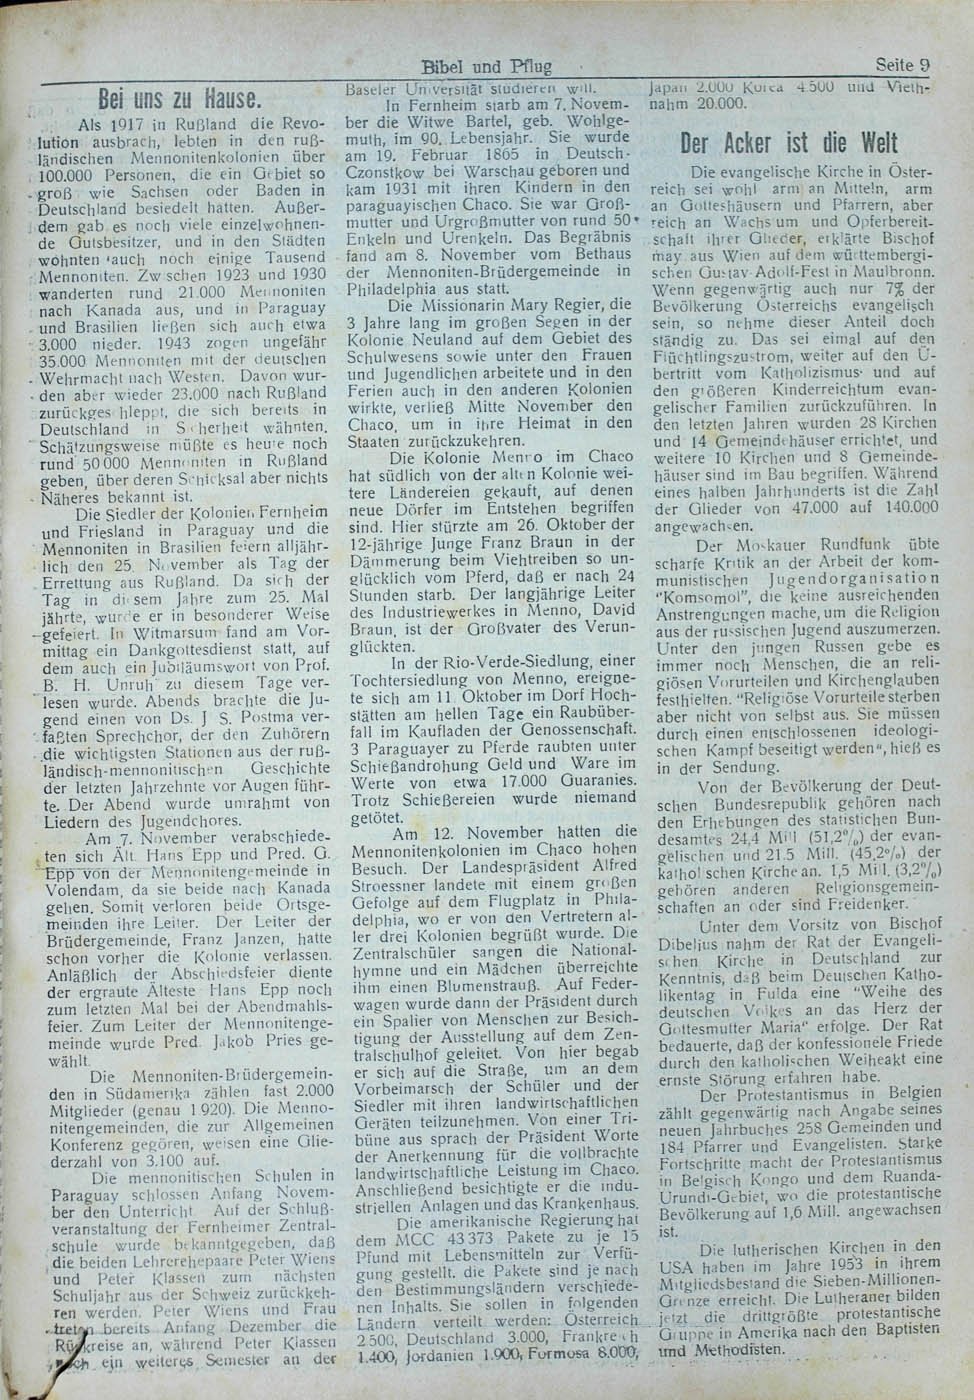 Bibel und Pflug
Seite 9
Bei uns zu Hause.
Als 1917 in Rußland die Revo-
lution ausbrach, lebten in den ruß-
ländischen Mennonitenkolonien über
100.000 Personen, die ein Gebiet so
groß wie Sachsen oder Baden in
Deutschland besiedelt hatten. Außer-
dem gab es noch viele einzelwohnen-
de Gutsbesitzer, und in den Städten
wohnten auch noch einige Tausend
Mennoniten. Zwischen 1923 und 1930
wanderten rund 21.000 Mennoniten
nach Kanada aus, und in Paraguay
und Brasilien ließen sich auch etwa
3.000 nieder. 1943 zogen ungefähr
35.000 Mennoniten mit der deutschen
Wehrmacht nach Westen. Davon wur-
den aber wieder 23.000 nach Rußland
zurückgeschleppt, die sich bereits in
Deutschland in Sicherheit wähnten.
Schätzungsweise müßte es heute noch
rund 50 000 Mennoniten in Rußland
geben, über deren Schicksal aber nichts
Näheres bekannt ist.
Die Siedler der Kolonien Fernheim
und Friesland in Paraguay und die
Mennoniten in Brasilien feiern alljähr-
lich den 25. November als Tag der
Errettung aus Rußland. Da sich der
Tag in diesem Jahre zum 25. Mal
jährte, wurde er in besonderer Weise
gefeiert. In Witmarsum fand am Vor-
mittag ein Dankgottesdienst statt, auf
dem auch ein Jubiläumswort von Prof.
B. H. Unruh zu diesem Tage ver-
lesen wurde. Abends brachte die Ju-
gend einen von Ds. J S. Postma ver-
faßten Sprechchor, der den Zuhörern
die wichtigsten Stationen aus der ruß-
ländisch-mennonitischen Geschichte
der letzten Jahrzehnte vor Augen führ-
te. Der Abend wurde umrahmt von
Liedern des Jugendchores.
Am 7. November verabschiede-
ten sich Ält. Hans Epp und Pred. G.
Epp von der Mennonitengemeinde in
Volendam, da sie beide nach Kanada
gehen. Somit verloren beide Ortsge-
meinden ihre Leiter. Der Leiter der
Brüdergemeinde, Franz Janzen, hatte
schon vorher die Kolonie verlassen.
Anläßlich der Abschiedsfeier diente
der ergraute Älteste Hans Epp noch
zum letzten Mal bei der Abendmahls-
feier. Zum Leiter der Mennonitenge-
meinde wurde Pred. Jakob Pries ge-
wählt.
Die Mennoniten-Brüdergemein-
den in Südamerika zählen fast 2.000
Mitglieder (genau 1 920). Die Menno-
nitengemeinden, die zur Allgemeinen
Konferenz gegören, weisen eine Glie-
derzahl von 3.100 auf.
Die mennonitischen Schulen in
Paraguay schlossen Anfang Novem-
ber den Unterricht. Auf der Schluß-
veranstaltung der Fernheimer Zentral-
schule wurde bekanntgegeben, daß
die beiden Lehrerehepaare Peter Wiens
und Peter Klassen zum nächsten
Schuljahr aus der Schweiz zurückkeh-
ren werden. Peter Wiens und Frau
treten bereits Anfang Dezember die
Rückreise an, während Peter Klassen
noch ein weiteres Semester an der
Baseler Universität studieren will.
In Fernheim starb am 7. Novem-
ber die Witwe Bartel, geb. Wohlge-
muth, im 90. Lebensjahr. Sie wurde
am 19. Februar 1865 in Deutsch-
Czonstkow bei Warschau geboren und
kam 1931 mit ihren Kindern in den
paraguayischen Chaco. Sie war Groß-
mutter und Urgroßmutter von rund 50
Enkeln und Urenkeln. Das Begräbnis
fand am 8. November vom Bethaus
der Mennoniten-Brüdergemeinde in
Philadelphia aus statt.
Die Missionarin Mary Regier, die
3 Jahre lang im großen Segen in der
Kolonie Neuland auf dem Gebiet des
Schulwesens sowie unter den Frauen
und Jugendlichen arbeitete und in den
Ferien auch in den anderen Kolonien
wirkte, verließ Mitte November den
Chaco, um in ihre Heimat in den
Staaten zurückzukehren.
Die Kolonie Menno im Chaco
hat südlich von der alten Kolonie wei-
tere Ländereien gekauft, auf denen
neue Dörfer im Entstehen begriffen
sind. Hier stürzte am 26. Oktober der
12-jährige Junge Franz Braun in der
Dämmerung beim Viehtreiben so un-
glücklich vom Pferd, daß er nach 24
Stunden starb. Der langjährige Leiter
des Industriewerkes in Menno, David
Braun, ist der Großvater des Verun-
glückten.
In der Rio-Verde-Siedlung, einer
Tochtersiedlung von Menno, ereigne-
te sich am 11. Oktober im Dorf Hoch-
stätten am hellen Tage ein Raubüber-
fall im Kaufladen der Genossenschaft.
3 Paraguayer zu Pferde raubten unter
Schießandrohung Geld und Ware im
Werte von etwa 17.000 Guaranies.
Trotz Schießereien wurde niemand
getötet.
Am 12. November hatten die
Mennonitenkolonien im Chaco hohen
Besuch. Der Landespräsident Alfred
Stroessner landete mit einem großen
Gefolge auf dem Flugplatz in Phila-
delphia, wo er von den Vertretern al-
ler drei Kolonien begrüßt wurde. Die
Zentralschüler sangen die National-
hymne und ein Mädchen überreichte
ihm einen Blumenstrauß. Auf Feder-
wagen wurde dann der Präsident durch
ein Spalier von Menschen zur Besich-
tigung der Ausstellung auf dem Zen-
tralschulhof geleitet. Von hier begab
er sich auf die Straße, um an dem
Vorbeimarsch der Schüler und der
Siedler mit ihren landwirtschaftlichen
Geräten teilzunehmen. Von einer Tri-
büne aus sprach der Präsident Worte
der Anerkennung für die vollbrachte
landwirtschaftliche Leistung im Chaco.
Anschließend besichtigte er die indu-
striellen Anlagen und das Krankenhaus.
Die amerikanische Regierung hat
dem MCC 43 373 Pakete zu je 15
Pfund mit Lebensmitteln zur Verfü-
gung gestellt. die Pakete sind je nach
den Bestimmungsländern verschiede-
nen Inhalts. Sie sollen in folgenden
Ländern verteilt werden: Österreich
2 500, Deutschland 3.000, Frankreich
1.400, Jordanien 1.900, Formosa 8.000,
Japan 2.000 Korea 4.500 und Vieth-
nahm 20.000.
Der Acker ist die Welt
Die evangelische Kirche in Öster-
reich sei wohl arm an Mitteln, arm
an Gotteshäusern und Pfarrern, aber
reich an Wachstum und Opferbereit-
schaft ihrer Glieder, erklärte Bischof
may aus Wien auf dem württembergi-
schen Gustav-Adolf-Fest in Maulbronn.
Wenn gegenwärtig auch nur 7% der
Bevölkerung Österreichs evangelisch
sein, so nehme dieser Anteil doch
ständig zu. Das sei eimal auf den
Flüchtlingszustrom, weiter auf den Ü-
bertritt vom Katholizismus und auf
den größeren Kinderreichtum evan-
gelischer Familien zurückzuführen. In
den letzten Jahren wurden 28 Kirchen
und 14 Gemeindehäuser errichtet, und
weitere 10 Kirchen und 8 Gemeinde-
häuser sind im Bau begriffen. Während
eines halben Jahrhunderts ist die Zahl
der Glieder von 47.000 auf 140.000
angewachsen.
Der Moskauer Rundfunk übte
scharfe Kritik an der Arbeit der kom-
munistischen Jugendorganisation
"Komsomol", die keine ausreichenden
Anstrengungen mache, um die Religion
aus der russischen Jugend auszumerzen.
Unter den jungen Russen gebe es
immer noch Menschen, die an reli-
giösen Vorurteilen und Kirchenglauben
festhielten. "Religiöse Vorurteile sterben
aber nicht von selbst aus. Sie müssen
durch einen entschlossenen ideologi-
schen Kampf beseitigt werden", hieß es
in der Sendung.
Von der Bevölkerung der Deut-
schen Bundesrepublik gehören nach
den Erhebungen des statistichen Bun-
desamtes 24,4 Mill (51,2%) der evan-
gelischen und 21.5 Mill. (45,2%) der
katholischen Kirche an. 1,5 Mill. (3,2%)
gehören anderen Religionsgemein-
schaften an oder sind Freidenker.
Unter dem Vorsitz von Bischof
Dibelius nahm der Rat der Evangeli-
schen Kirche in Deutschland zur
Kenntnis, daß beim Deutschen Katho-
likentag in Fulda eine "Weihe des
deutschen Volkes an das Herz der
Gottesmutter Maria" erfolge. Der Rat
bedauerte, daß der konfessionele Friede
durch den katholischen Weiheakt eine
ernste Störung erfahren habe.
Der Protestantismus in Belgien
zählt gegenwärtig nach Angabe seines
neuen Jahrbuches 258 Gemeinden und
184 Pfarrer und Evangelisten. Starke
Fortschritte macht der Protestantismus
in Belgisch Kongo und dem Ruanda-
Urundi-Gebiet, wo die protestantische
Bevölkerung auf 1,6 Mill. angewachsen
ist.
Die lutherischen Kirchen in den
USA haben im Jahre 1953 in ihrem
Mitgliedsbestand die Sieben-Millionen-
Grenze erreicht. Die Lutheraner bilden
jetzt die drittgrößte protestantische
Gruppe in Amerika nach den Baptisten
und Methodisten.